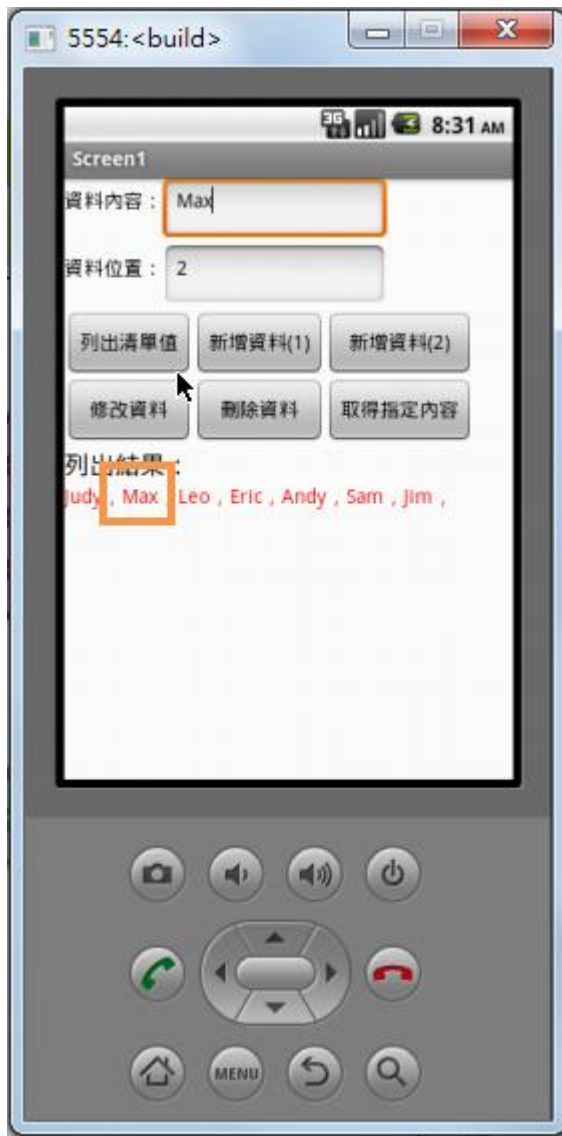 5554:<build>
3G 8:31 AM
Screen1
資料內容： Max
資料位置： 2
列出清單值 新增資料(1) 新增資料(2)
修改資料 刪除資料 取得指定內容
列出結果：
Judy , Max , Leo , Eric , Andy , Sam , Jim ,
MENU